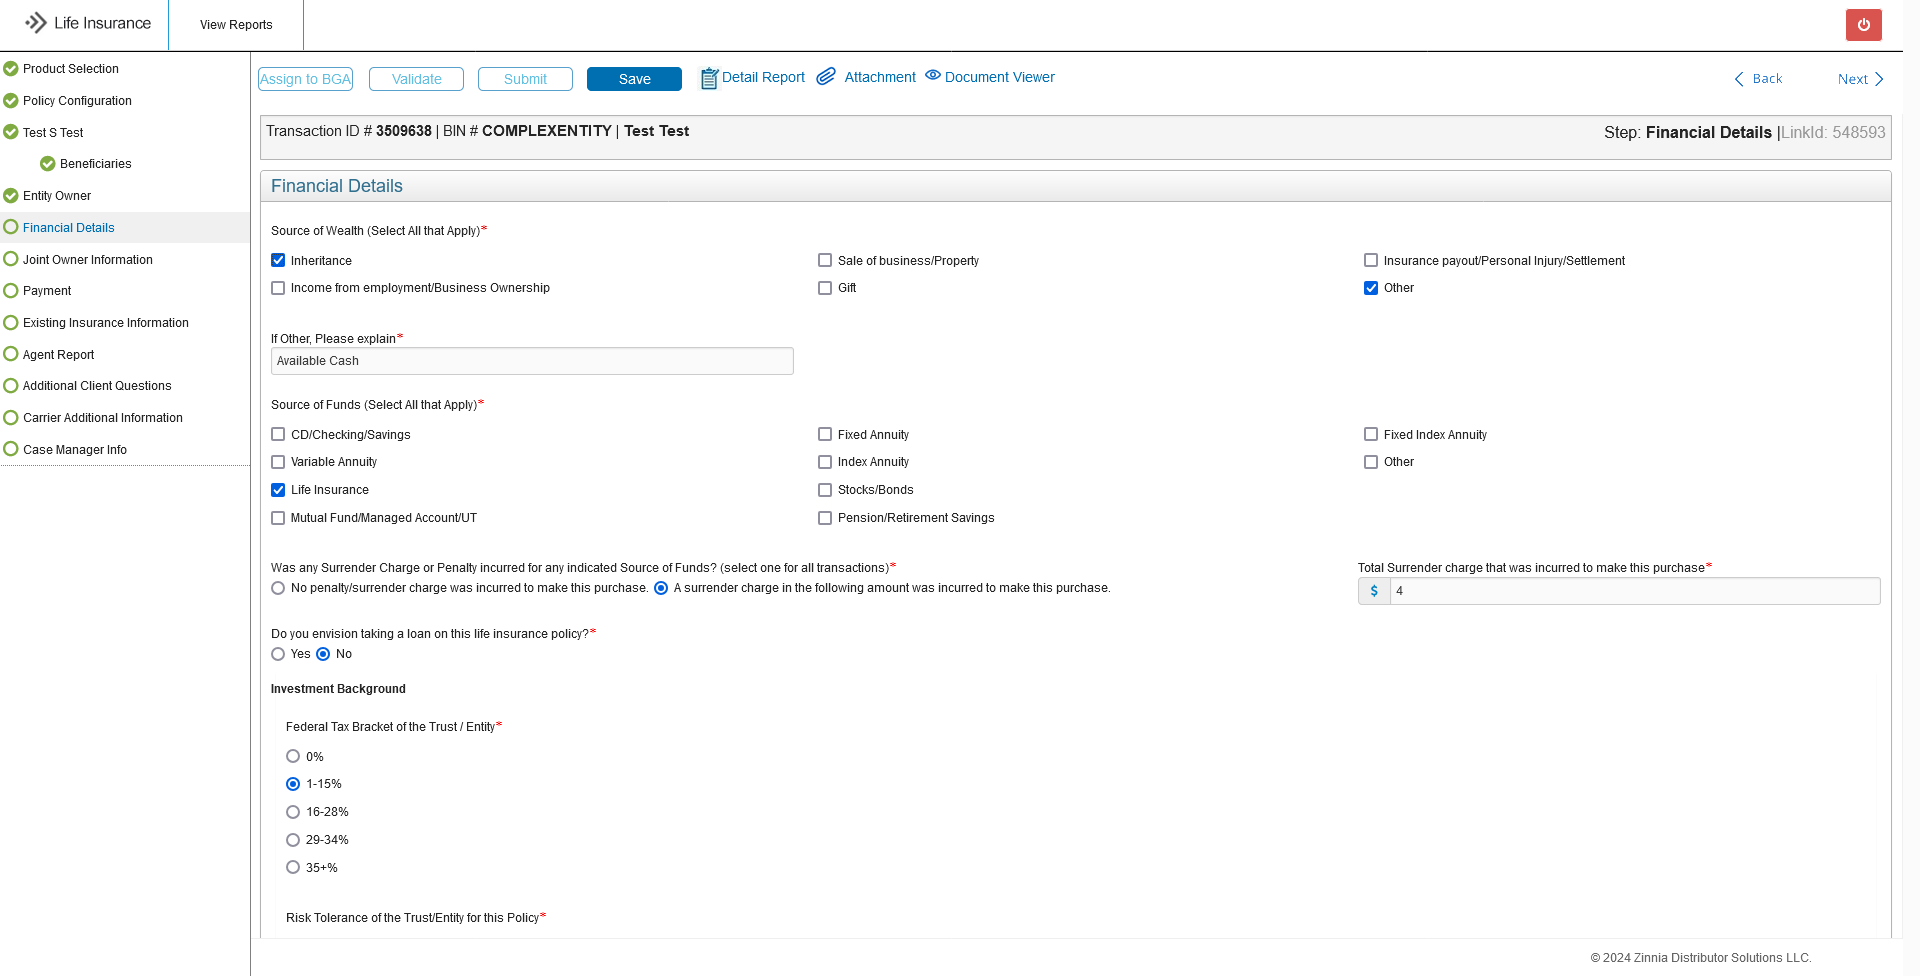 Life Insurance
View Reports
Product Selection
Policy Configuration
Test S Test
Beneficiaries
Entity Owner
Financial Details
Joint Owner Information
Payment
Existing Insurance Information
Agent Report
Additional Client Questions
Carrier Additional Information
Case Manager Info
Assign to BGA Validate Submit Save Detail Report Attachment Document Viewer Back Next
Transaction ID # 3509638 | BIN # COMPLEXENTITY | Test Test
Step: Financial Details |LinkId: 548593
Financial Details
Source of Wealth (Select All that Apply)*
Inheritance Sale of business/Property Insurance payout/Personal Injury/Settlement
Income from employment/Business Ownership Gift Other
If Other, Please explain*
Available Cash
Source of Funds (Select All that Apply)*
CD/Checking/Savings Fixed Annuity Fixed Index Annuity
Variable Annuity Index Annuity Other
Life Insurance Stocks/Bonds
Mutual Fund/Managed Account/UT Pension/Retirement Savings
Was any Surrender Charge or Penalty incurred for any indicated Source of Funds? (select one for all transactions)*
No penalty/surrender charge was incurred to make this purchase. A surrender charge in the following amount was incurred to make this purchase.
Total Surrender charge that was incurred to make this purchase*
$ 4
Do you envision taking a loan on this life insurance policy?*
Yes No
Investment Background
Federal Tax Bracket of the Trust / Entity*
0%
1-15%
16-28%
29-34%
35+%
Risk Tolerance of the Trust/Entity for this Policy*
© 2024 Zinnia Distributor Solutions LLC.